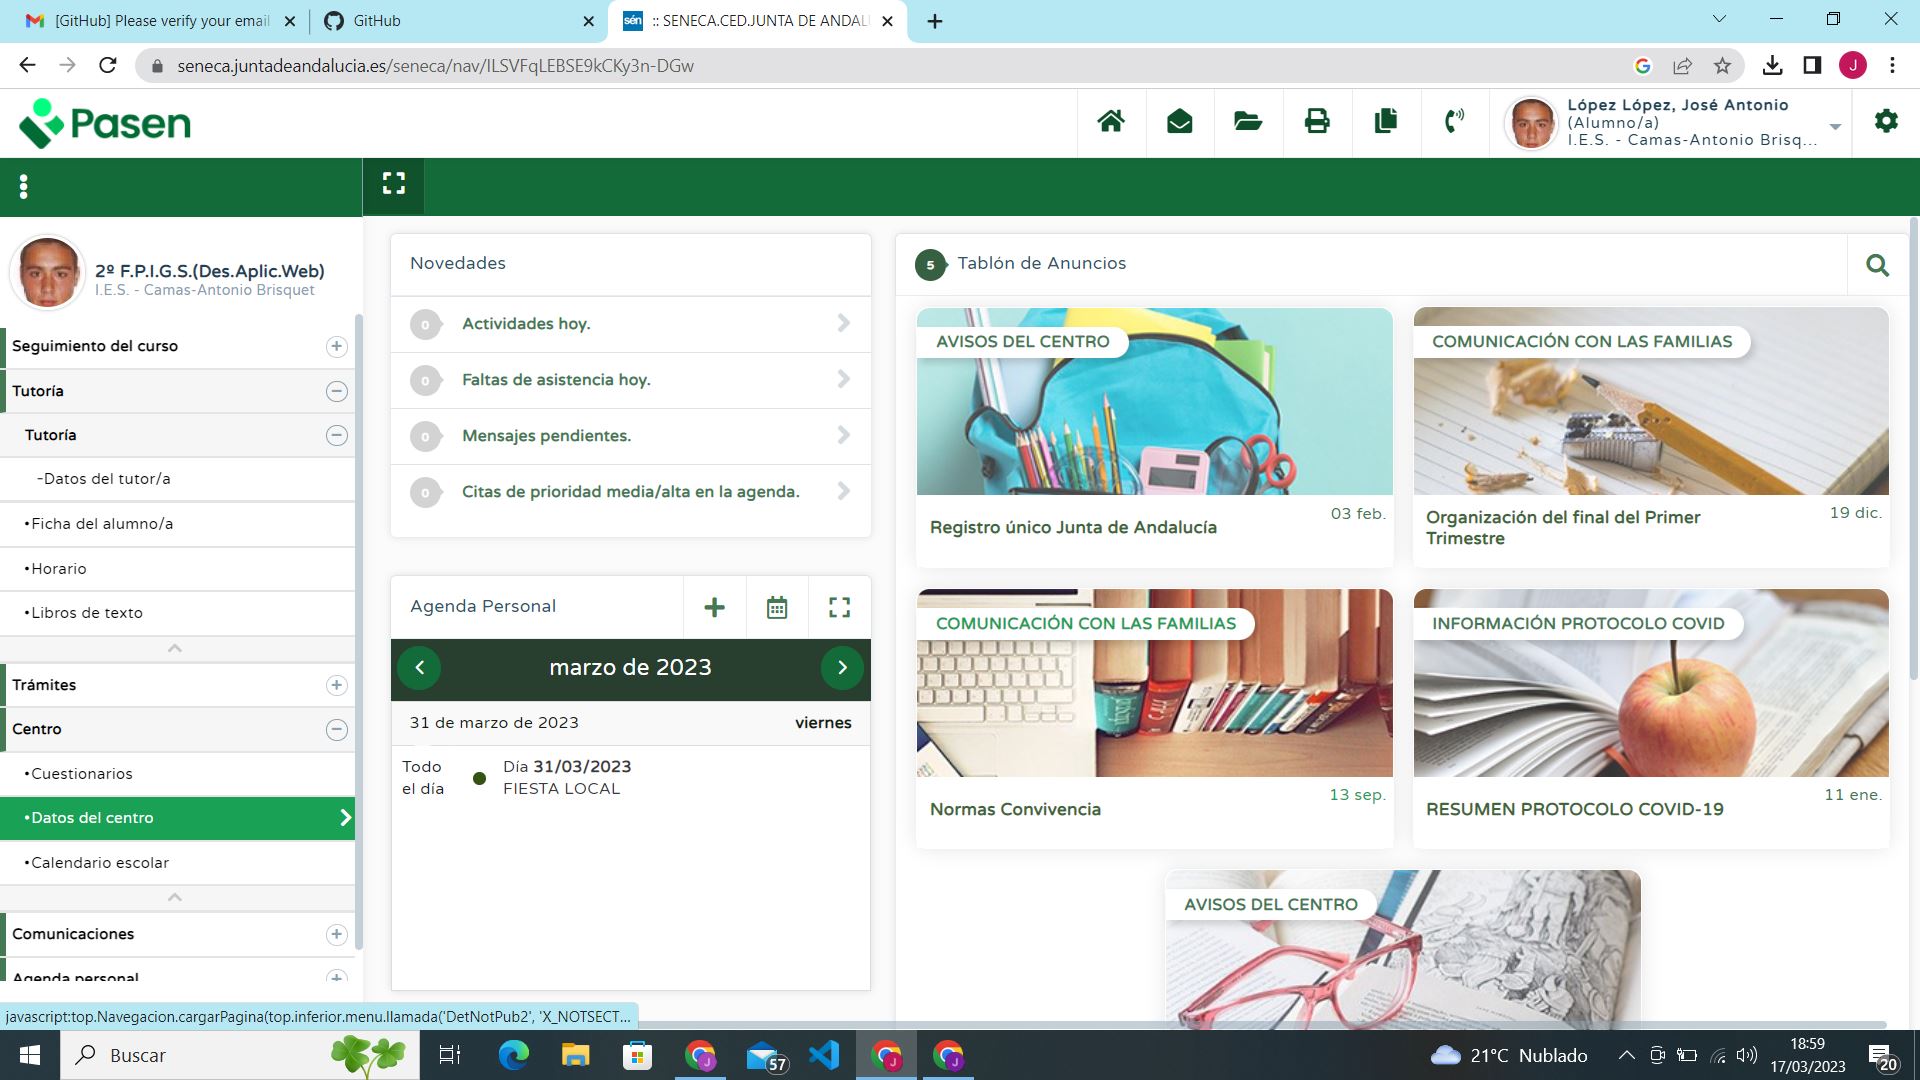 [GitHub] Please verify your email
GitHub
sén
:: SENECA.CED.JUNTA DE ANDAL
seneca.juntadeandalucia.es/seneca/nav/ILSVFqLEBSE9kCKy3n-DGw
J
Pasen
López López, José Antonio
(Alumno/a)
I.E.S. - Camas-Antonio Brisq...
2º F.P.I.G.S.(Des.Aplic.Web)
I.E.S. - Camas-Antonio Brisquet
Seguimiento del curso
Tutoría
Tutoría
-Datos del tutor/a
•Ficha del alumno/a
•Horario
•Libros de texto
Trámites
Centro
•Cuestionarios
•Datos del centro
•Calendario escolar
Comunicaciones
Agenda personal
Novedades
0 Actividades hoy.
0 Faltas de asistencia hoy.
0 Mensajes pendientes.
0 Citas de prioridad media/alta en la agenda.
Agenda Personal
marzo de 2023
31 de marzo de 2023 viernes
Todo el día
Día 31/03/2023
FIESTA LOCAL
5 Tablón de Anuncios
AVISOS DEL CENTRO
Registro único Junta de Andalucía
03 feb.
COMUNICACIÓN CON LAS FAMILIAS
Organización del final del Primer
Trimestre
19 dic.
COMUNICACIÓN CON LAS FAMILIAS
Normas Convivencia
13 sep.
INFORMACIÓN PROTOCOLO COVID
RESUMEN PROTOCOLO COVID-19
11 ene.
AVISOS DEL CENTRO
javascript:top.Navegacion.cargarPagina(top.inferior.menu.llamada('DetNotPub2', 'X_NOTSECT...
Buscar
57
21°C Nublado
18:59
17/03/2023
20